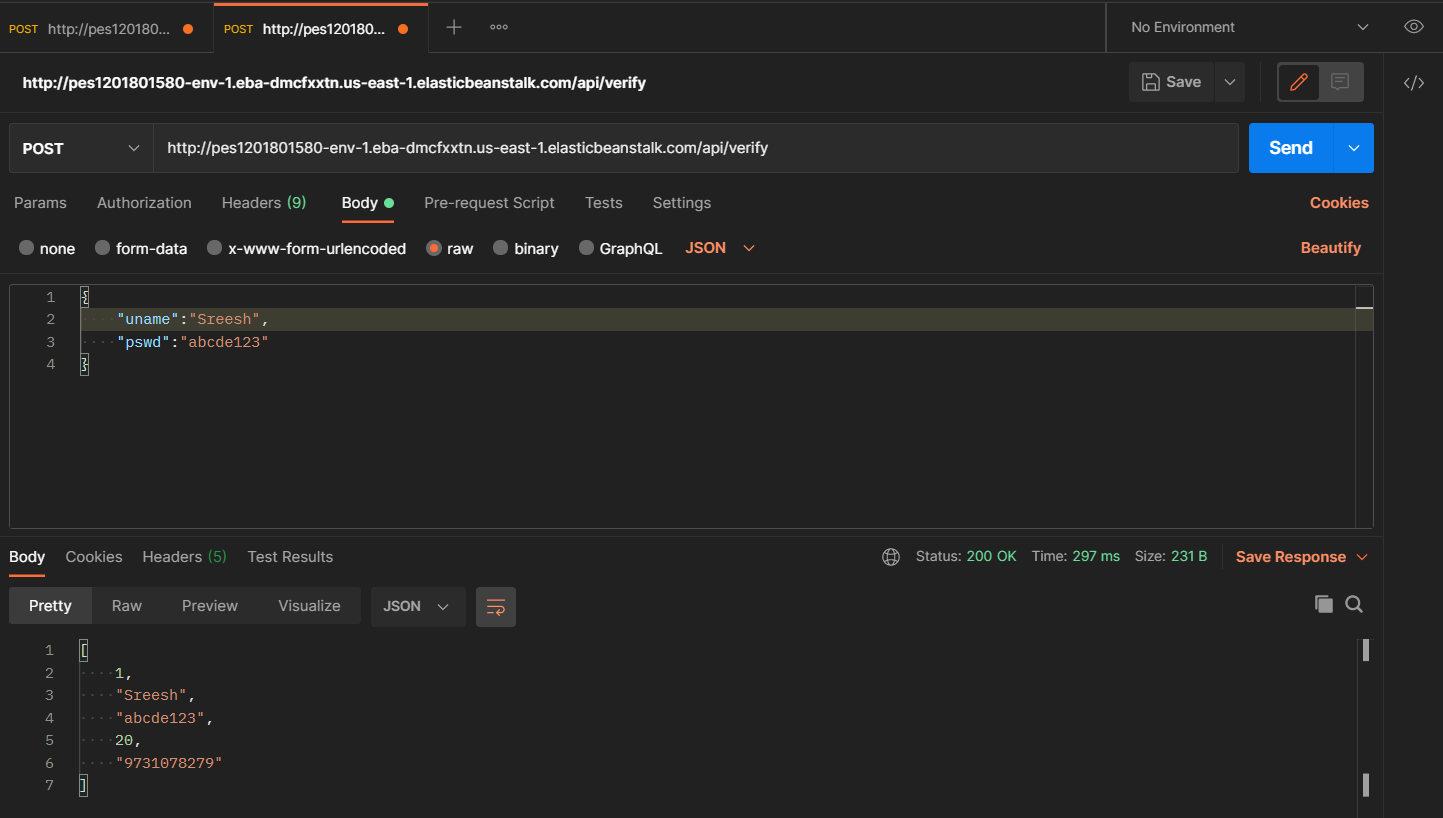 POST http://pes120180... POST http://pes120180... No Environment
http://pes1201801580-env-1.eba-dmcfxxtn.us-east-1.elasticbeanstalk.com/api/verify Save
POST http://pes1201801580-env-1.eba-dmcfxxtn.us-east-1.elasticbeanstalk.com/api/verify Send
Params Authorization Headers (9) Body Pre-request Script Tests Settings Cookies
none form-data x-www-form-urlencoded raw binary GraphQL JSON Beautify
1 {
2 "uname":"Sreesh",
3 "pswd":"abcde123"
4 }
Body Cookies Headers (5) Test Results Status: 200 OK Time: 297 ms Size: 231 B Save Response
Pretty Raw Preview Visualize JSON
1 [
2 1,
3 "Sreesh",
4 "abcde123",
5 20,
6 "9731078279"
7 ]